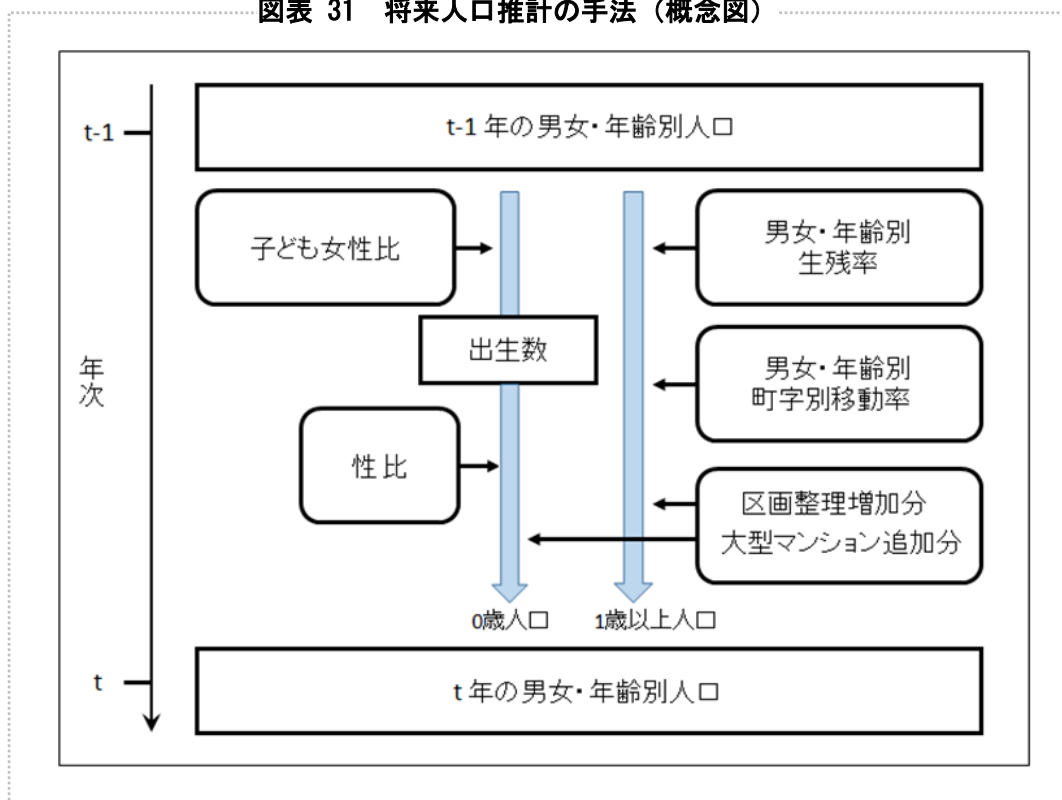 図表 31 将来人口推計の手法（概念図）
t-1
t-1 年の男女・年齢別人口
子ども女性比
男女・年齢別
生残率
出生数
年次
男女・年齢別
町字別移動率
性比
区画整理増加分
大型マンション追加分
0歳人口
1歳以上人口
t
t 年の男女・年齢別人口